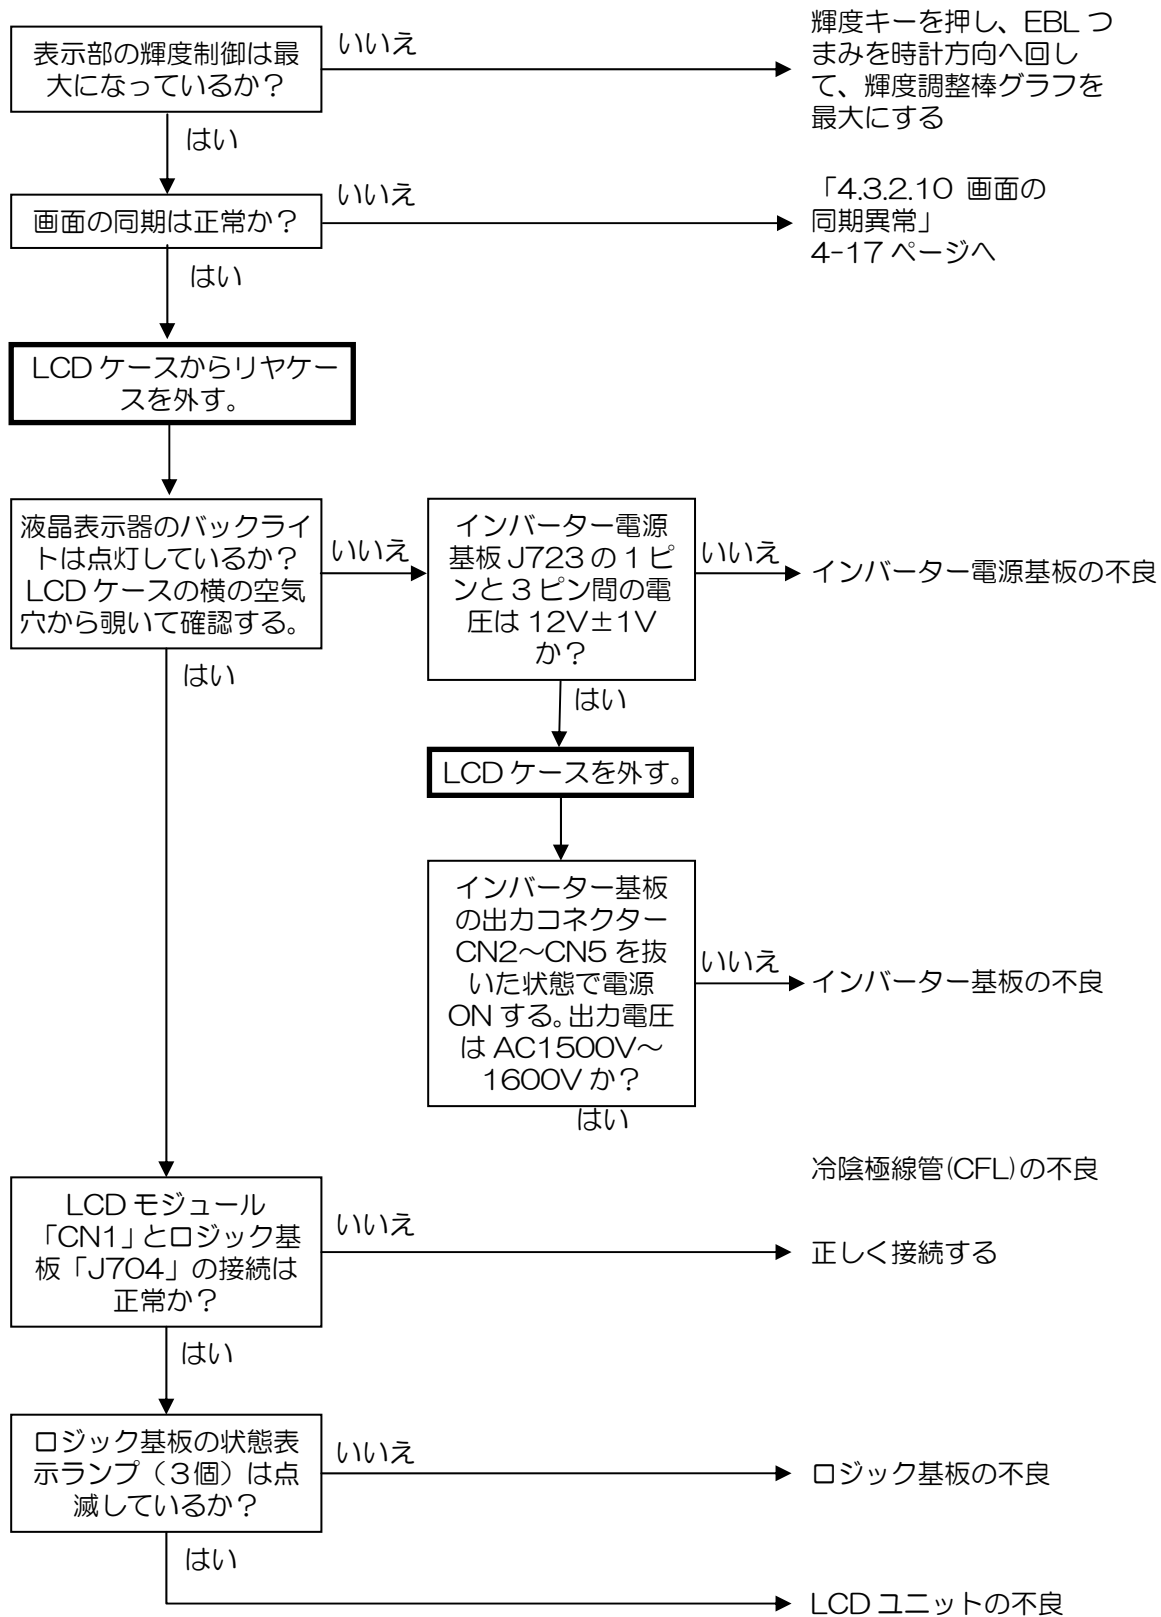 表示部の輝度制御は最
大になっているか？
いいえ
輝度キーを押し、EBL つ
まみを時計方向へ回し
て、輝度調整棒グラフを
最大にする
はい
画面の同期は正常か？
いいえ
「4.3.2.10 画面の
同期異常」
4-17 ページへ
はい
LCD ケースからリヤケー
スを外す。
液晶表示器のバックライ
トは点灯しているか？
LCD ケースの横の空気
穴から覗いて確認する。
いいえ
インバーター電源
基板 J723 の 1 ピ
ンと 3 ピン間の電
圧は 12V±1V
か？
いいえ
インバーター電源基板の不良
はい
はい
LCD ケースを外す。
インバーター基板
の出力コネクター
CN2～CN5 を抜
いた状態で電源
ON する。出力電圧
は AC1500V～
1600V か？
いいえ
インバーター基板の不良
はい
冷陰極線管(CFL)の不良
LCD モジュール
「CN1」とロジック基
板「J704」の接続は
正常か？
いいえ
正しく接続する
はい
ロジック基板の状態表
示ランプ（３個）は点
滅しているか？
いいえ
ロジック基板の不良
はい
LCD ユニットの不良